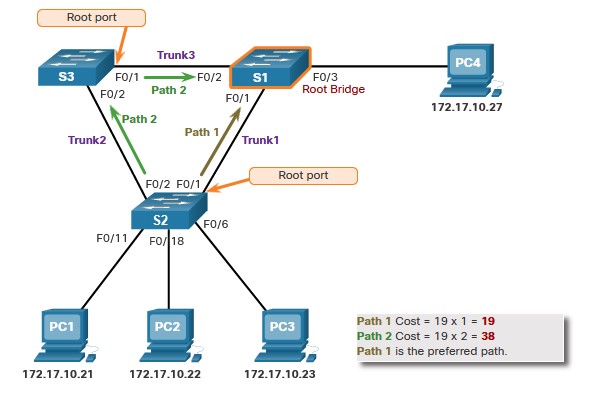 Root port
Trunk3
S3
F0/1
F0/2
S1
F0/3
PC4
Path 2
Root Bridge
F0/2
F0/1
172.17.10.27
Path 2
Path 1
Trunk2
Trunk1
Root port
F0/2 F0/1
S2
F0/11
F0/18
F0/6
PC1
PC2
PC3
172.17.10.21
172.17.10.22
172.17.10.23
Path 1 Cost = 19 x 1 = 19
Path 2 Cost = 19 x 2 = 38
Path 1 is the preferred path.